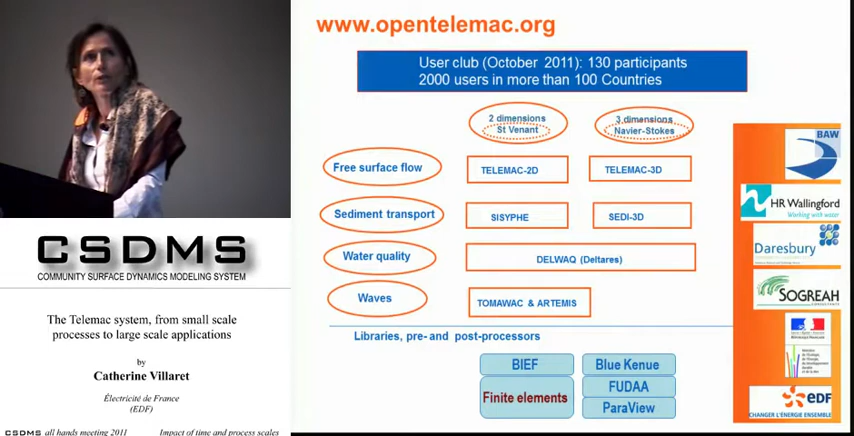 www.opentelemac.org
User club (October 2011): 130 participants
2000 users in more than 100 Countries
2 dimensions
St Venant
3 dimensions
Navier-Stokes
Free surface flow
TELEMAC-2D
TELEMAC-3D
Sediment transport
SISYPHE
SEDI-3D
Water quality
DELWAQ (Deltares)
Waves
TOMAWAC & ARTEMIS
Libraries, pre- and post-processors
BIEF
Finite elements
Blue Kenue
FUDAA
ParaView
BAW
HR Wallingford
Working with water
Daresbury
SOGREAH
CONSULTANTS
EDF
CHANGER L'ÉNERGIE ENSEMBLE
CSDMS
COMMUNITY SURFACE DYNAMICS MODELING SYSTEM
The Telemac system, from small scale
processes to large scale applications
by
Catherine Villaret
Électricité de France
(EDF)
CSDMS all hands meeting 2011 Impact of time and process scales